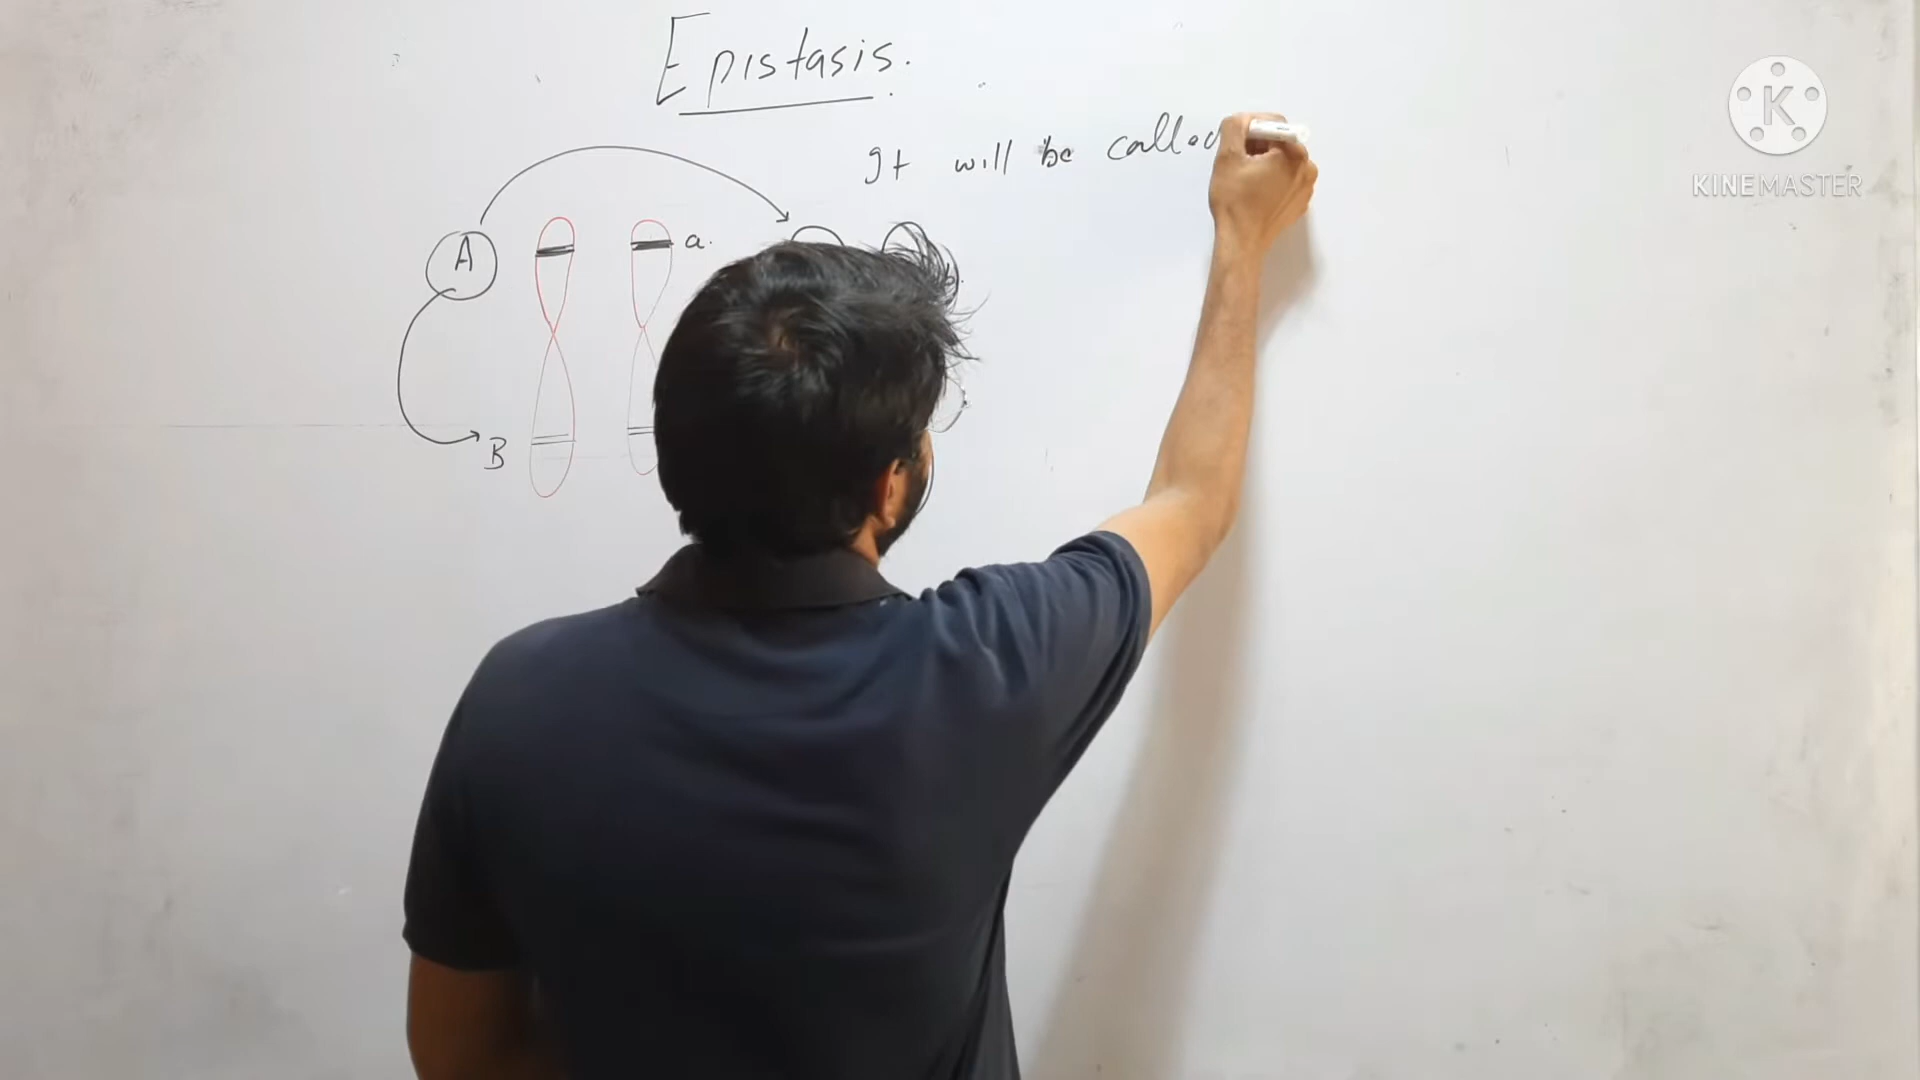 Epistasis.
It will be called
A
a.
b.
B
K
KINEMASTER